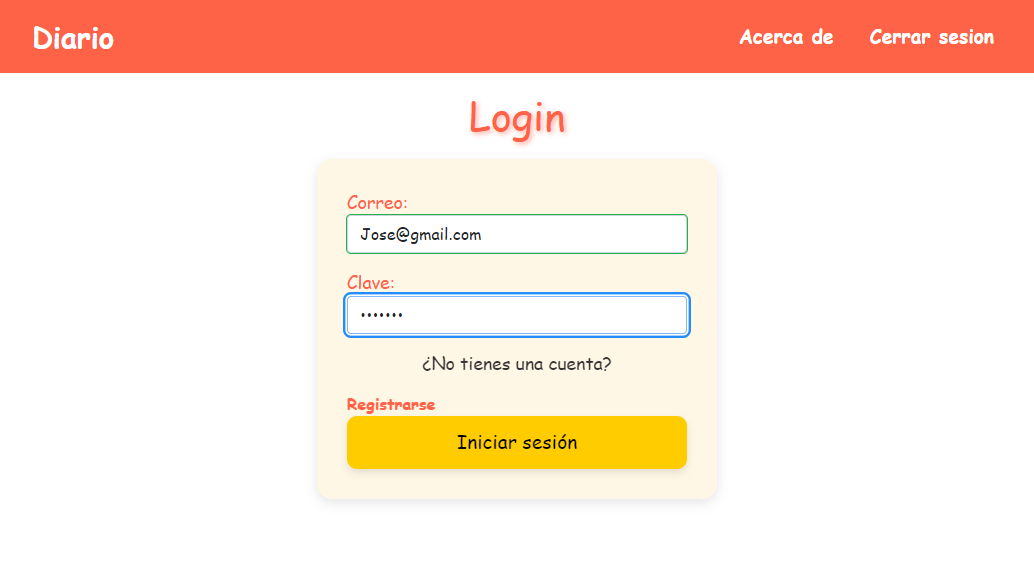 Diario
Acerca de
Cerrar sesion
Login
Correo:
Jose@gmail.com
Clave:
•••••••
¿No tienes una cuenta?
Registrarse
Iniciar sesión